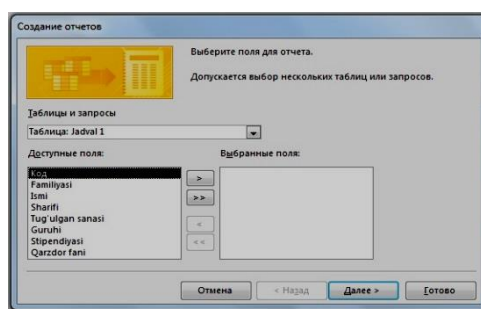 Создание отчетов
Выберите поля для отчета.
Допускается выбор нескольких таблиц или запросов.
Таблицы и запросы
Таблица: Jadval 1
Доступные поля:
Выбранные поля:
Код
Familiyasi
Ismi
Sharifi
Tug'ulgan sanasi
Guruhi
Stipendiyasi
Qarzdor fani
>
>>
<
<<
Отмена
< Назад
Далее >
Готово